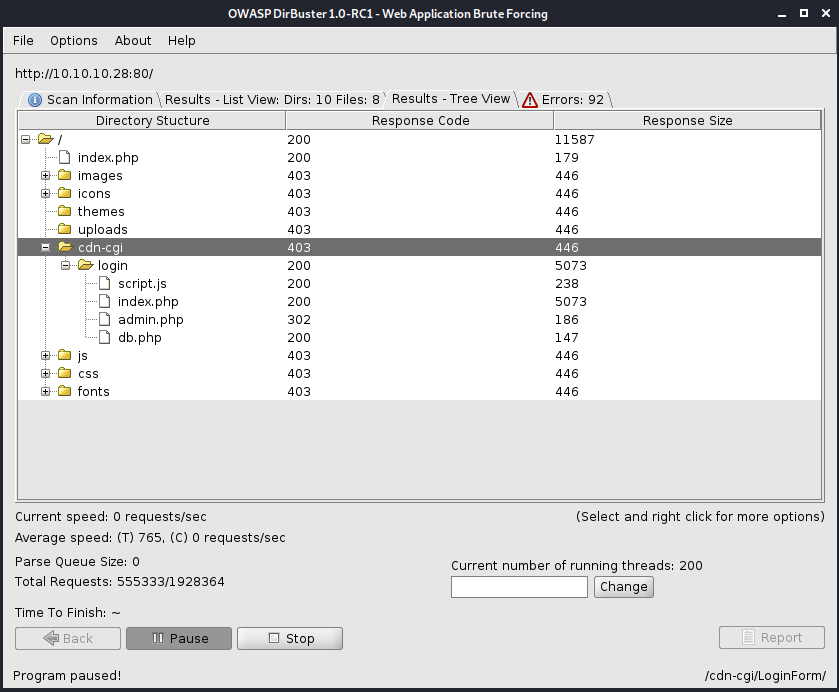 OWASP DirBuster 1.0-RC1 - Web Application Brute Forcing
File Options About Help
http://10.10.10.28:80/
Scan Information Results - List View: Dirs: 10 Files: 8 Results - Tree View Errors: 92
Directory Stucture Response Code Response Size
/ 200 11587
index.php 200 179
images 403 446
icons 403 446
themes 403 446
uploads 403 446
cdn-cgi 403 446
login 200 5073
script.js 200 238
index.php 200 5073
admin.php 302 186
db.php 200 147
js 403 446
css 403 446
fonts 403 446
Current speed: 0 requests/sec (Select and right click for more options)
Average speed: (T) 765, (C) 0 requests/sec
Parse Queue Size: 0 Current number of running threads: 200
Total Requests: 555333/1928364 Change
Time To Finish: ~
Back Pause Stop Report
Program paused! /cdn-cgi/LoginForm/